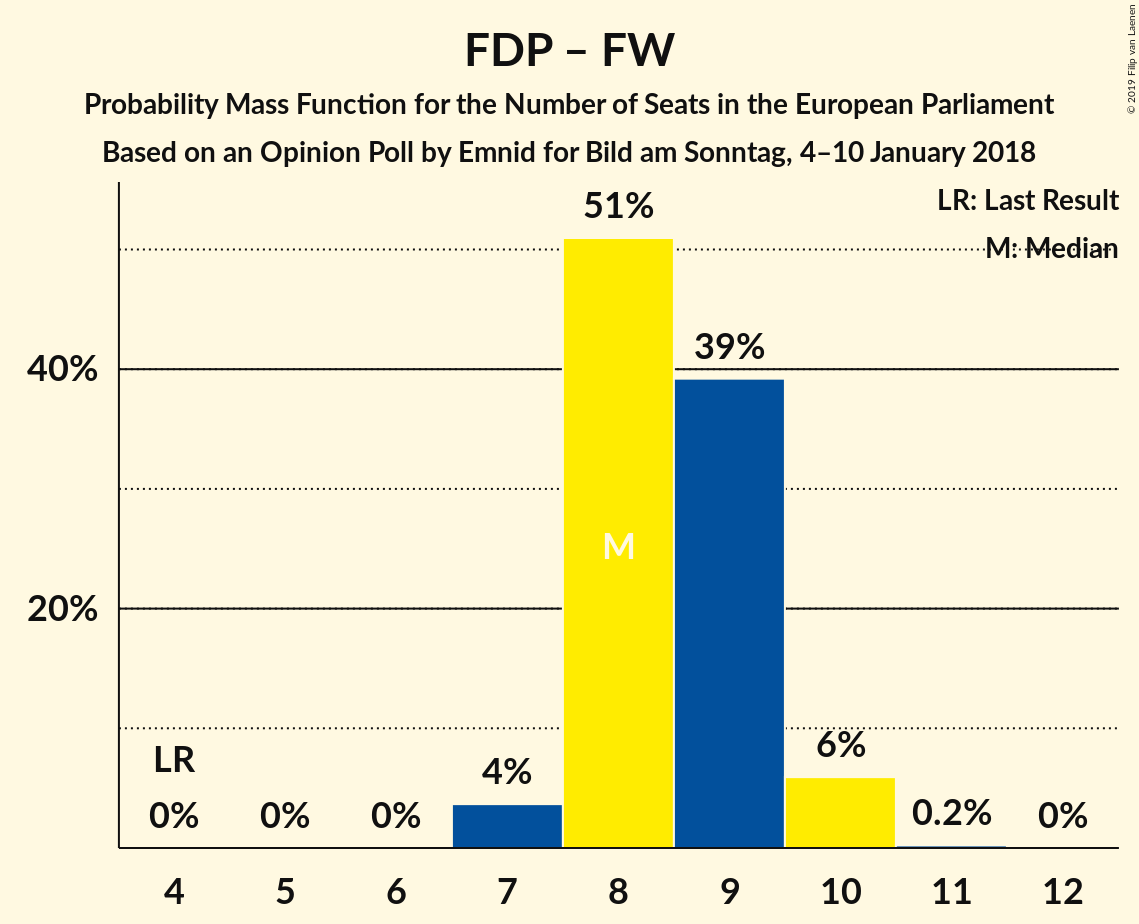 FDP – FW
Probability Mass Function for the Number of Seats in the European Parliament
Based on an Opinion Poll by Emnid for Bild am Sonntag, 4–10 January 2018
© 2019 Filip van Laenen
LR: Last Result
M: Median
51%
39%
40%
M
20%
6%
LR
4%
0% 0% 0% 0.2% 0%
4 5 6 7 8 9 10 11 12